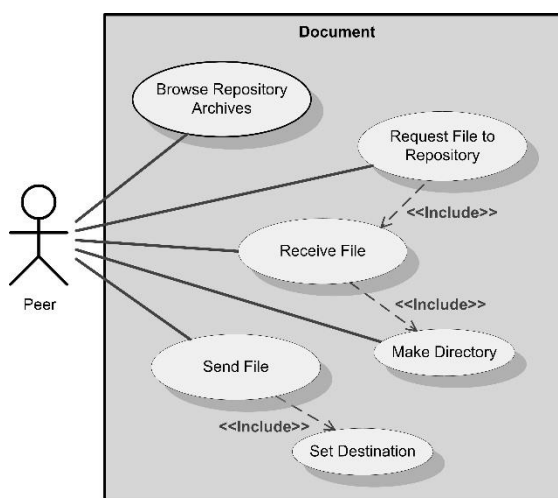 Document
Browse Repository
Archives
Request File to
Repository
<<Include>>
Receive File
<<Include>>
Peer
Make Directory
Send File
<<Include>>
Set Destination